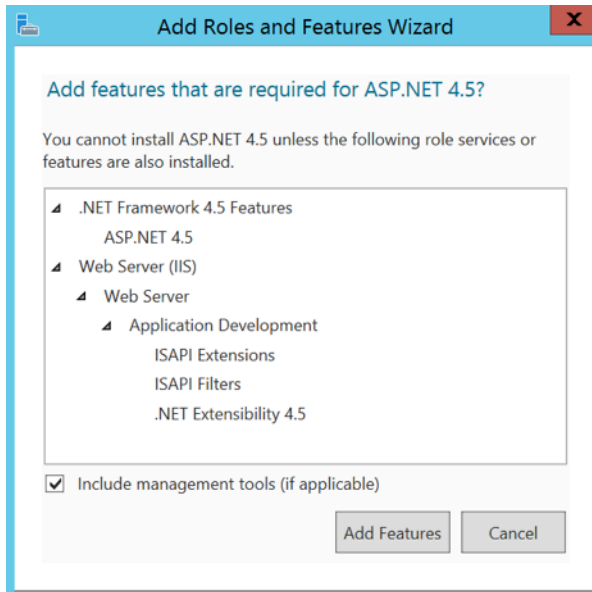 Add Roles and Features Wizard
X
Add features that are required for ASP.NET 4.5?
You cannot install ASP.NET 4.5 unless the following role services or
features are also installed.
.NET Framework 4.5 Features
ASP.NET 4.5
Web Server (IIS)
Web Server
Application Development
ISAPI Extensions
ISAPI Filters
.NET Extensibility 4.5
Include management tools (if applicable)
Add Features
Cancel